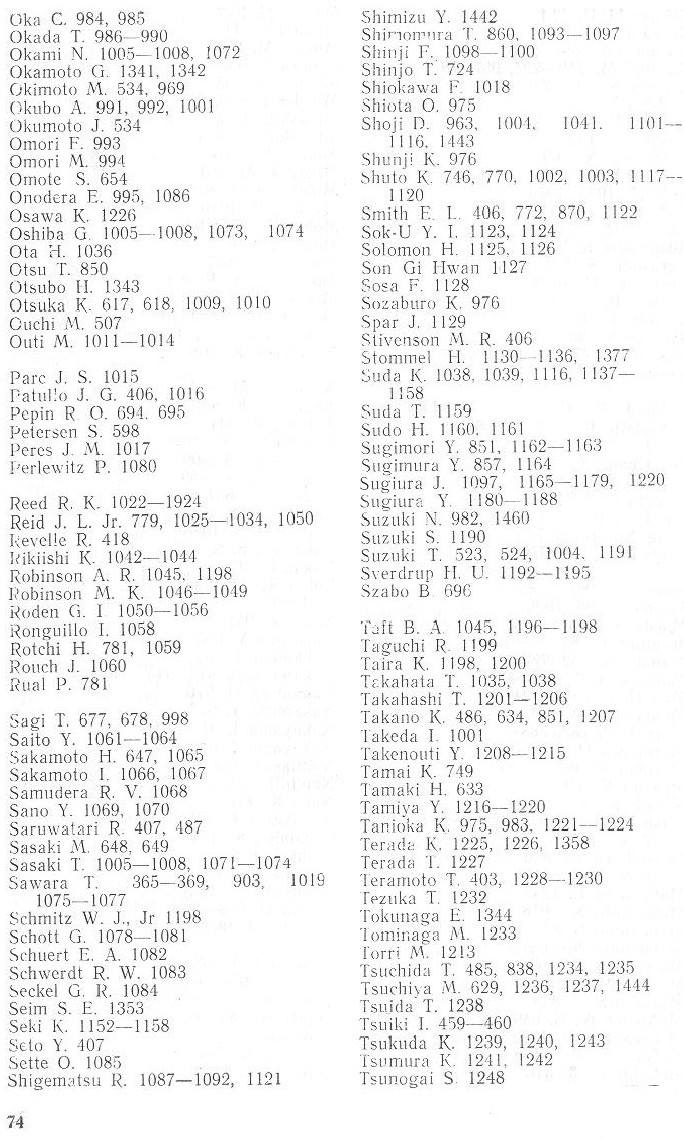 Oka C. 984, 985
Okada T. 986—990
Okami N. 1005—1008, 1072
Okamoto G. 1341, 1342
Okimoto M. 534, 969
Okubo A. 991, 992, 1001
Okumoto J. 534
Omori F. 993
Omori M. 994
Omote S. 654
Onodera E. 995, 1086
Osawa K. 1226
Oshiba G. 1005—1008, 1073, 1074
Ota H. 1036
Otsu T. 850
Otsubo H. 1343
Otsuka K. 617, 618, 1009, 1010
Ouchi M. 507
Outi M. 1011—1014
Parc J. S. 1015
Patullo J. G. 406, 1016
Pepin R. O. 694. 695
Petersen S. 598
Peres J. M. 1017
Perlewitz P. 1080
Reed R. K. 1022—1924
Reid J. L. Jr. 779, 1025—1034, 1050
Revelle R. 418
Rikiishi K. 1042—1044
Robinson A. R. 1045, 1198
Robinson M. K. 1046—1049
Roden G. I. 1050—1056
Ronguillo I. 1058
Rotchi H. 781, 1059
Rouch J. 1060
Rual P. 781
Sagi T. 677, 678, 998
Saito Y. 1061—1064
Sakamoto H. 647, 1065
Sakamoto I. 1066, 1067
Samudera R. V. 1068
Sano Y. 1069, 1070
Saruwatari R. 407, 487
Sasaki M. 648, 649
Sasaki T. 1005—1008, 1071—1074
Sawara T. 365—369, 903, 1019
1075—1077
Schmitz W. J., Jr 1198
Schott G. 1078—1081
Schuert E. A. 1082
Schwerdt R. W. 1083
Seckel G. R. 1084
Seim S. E. 1353
Seki K. 1152—1158
Seto Y. 407
Sette O. 1085
Shigematsu R. 1087—1092, 1121
74
Shimizu Y. 1442
Shimomura T. 860, 1093—1097
Shinji F. 1098—1100
Shinjo T. 724
Shiokawa F. 1018
Shiota O. 975
Shoji D. 963, 1004, 1041. 1101—
1116, 1443
Shunji K. 976
Shuto K. 746, 770, 1002, 1003, 1117—
1120
Smith E. L. 406, 772, 870, 1122
Sok-U Y. I. 1123, 1124
Solomon H. 1125, 1126
Son Gi Hwan 1127
Sosa F. 1128
Sozaburo K. 976
Spar J. 1129
Stivenson M. R. 406
Stommel H. 1130—1136, 1377
Suda K. 1038, 1039, 1116, 1137—
1158
Suda T. 1159
Sudo H. 1160, 1161
Sugimori Y. 851, 1162—1163
Sugimura Y. 857, 1164
Sugiura J. 1097, 1165—1179, 1220
Sugiura Y. 1180—1188
Suzuki N. 982, 1460
Suzuki S. 1190
Suzuki T. 523, 524, 1004, 1191
Sverdrup H. U. 1192—1195
Szabo B. 696
Taft B. A. 1045, 1196—1198
Taguchi R. 1199
Taira K. 1198, 1200
Takahata T. 1035, 1038
Takahashi T. 1201—1206
Takano K. 486, 634, 851, 1207
Takeda I. 1001
Takenouti Y. 1208—1215
Tamai K. 749
Tamaki H. 633
Tamiya Y. 1216—1220
Tanioka K. 975, 983, 1221—1224
Terada K. 1225, 1226, 1358
Terada T. 1227
Teramoto T. 403, 1228—1230
Tezuka T. 1232
Tokunaga E. 1344
Tominaga M. 1233
Torri M. 1213
Tsuchida T. 485, 838, 1234, 1235
Tsuchiya M. 629, 1236, 1237, 1444
Tsuida T. 1238
Tsuiki I. 459—460
Tsukuda K. 1239, 1240, 1243
Tsumura K. 1241, 1242
Tsunogai S. 1248